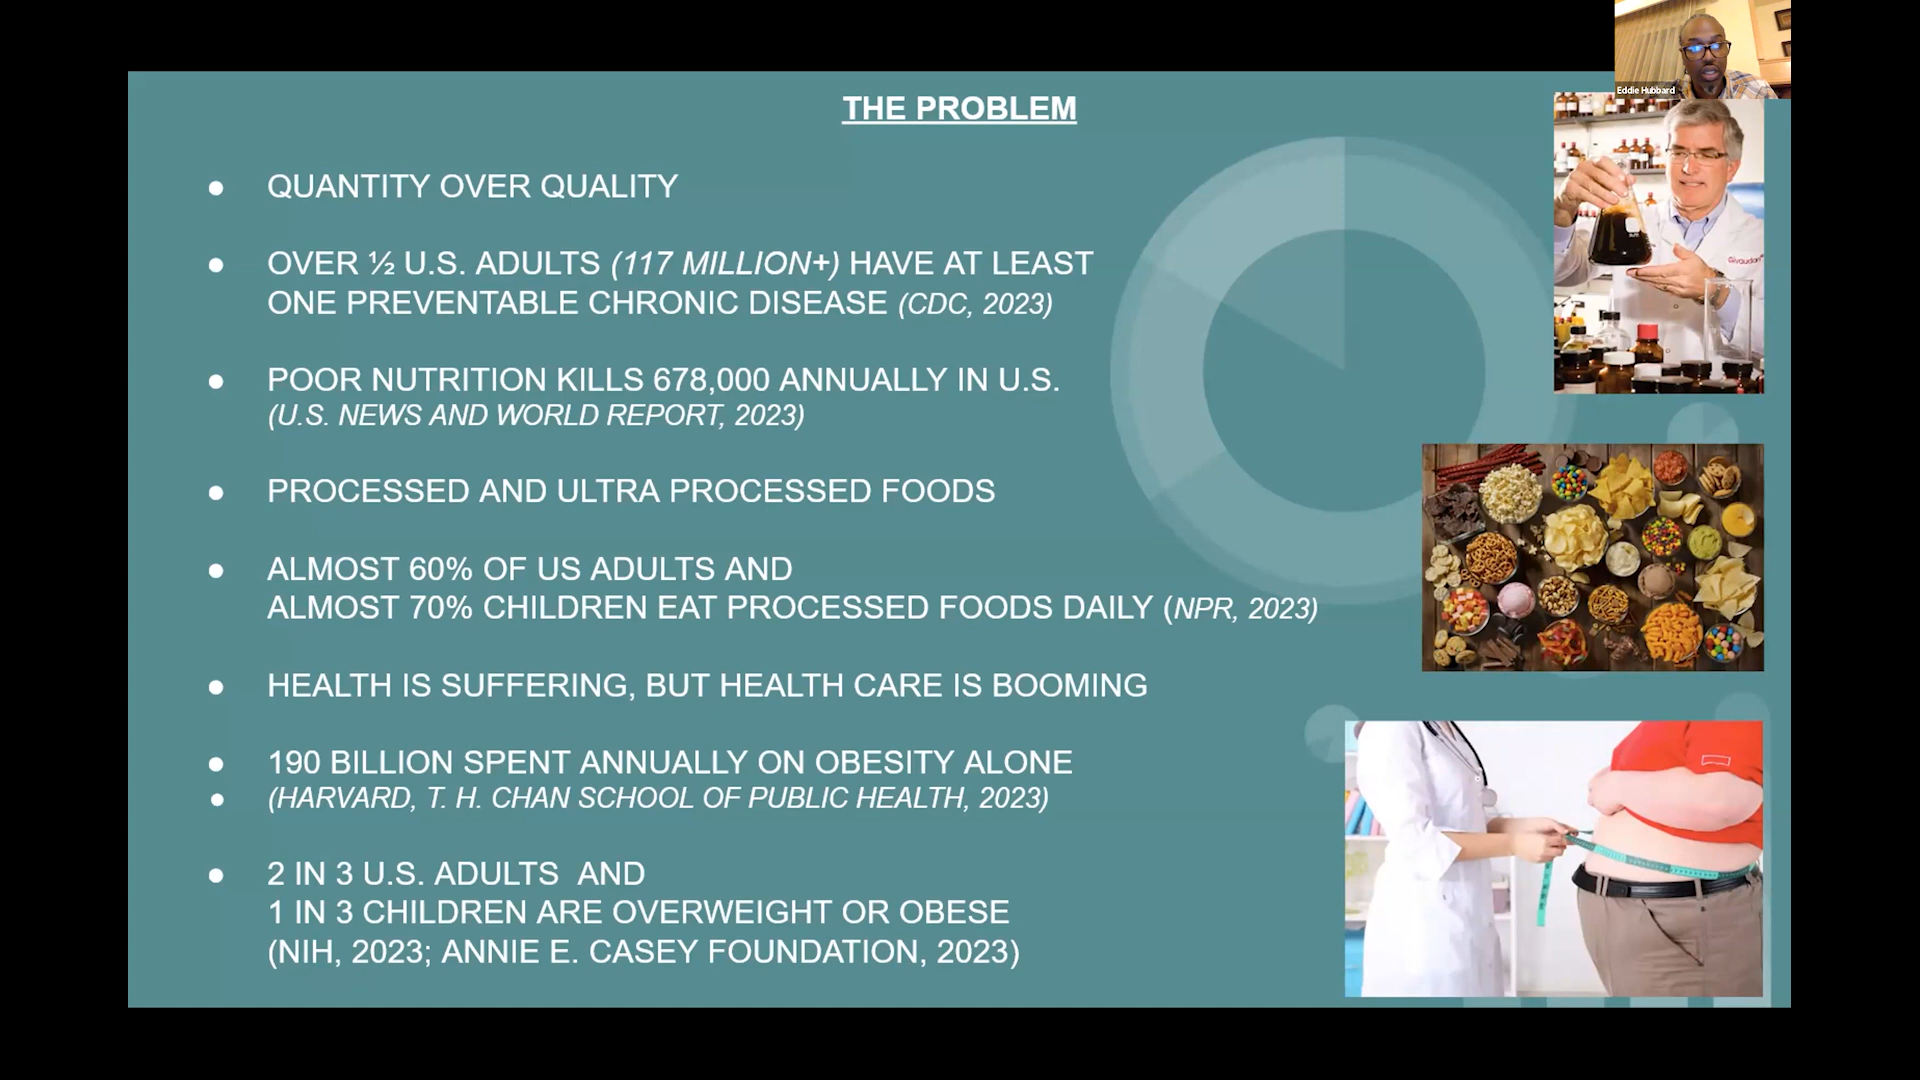 Eddie Hubbard
THE PROBLEM
● QUANTITY OVER QUALITY
● OVER ½ U.S. ADULTS (117 MILLION+) HAVE AT LEAST
ONE PREVENTABLE CHRONIC DISEASE (CDC, 2023)
● POOR NUTRITION KILLS 678,000 ANNUALLY IN U.S.
(U.S. NEWS AND WORLD REPORT, 2023)
● PROCESSED AND ULTRA PROCESSED FOODS
● ALMOST 60% OF US ADULTS AND
ALMOST 70% CHILDREN EAT PROCESSED FOODS DAILY (NPR, 2023)
● HEALTH IS SUFFERING, BUT HEALTH CARE IS BOOMING
● 190 BILLION SPENT ANNUALLY ON OBESITY ALONE
● (HARVARD, T. H. CHAN SCHOOL OF PUBLIC HEALTH, 2023)
● 2 IN 3 U.S. ADULTS  AND
1 IN 3 CHILDREN ARE OVERWEIGHT OR OBESE
(NIH, 2023; ANNIE E. CASEY FOUNDATION, 2023)
Givaudan